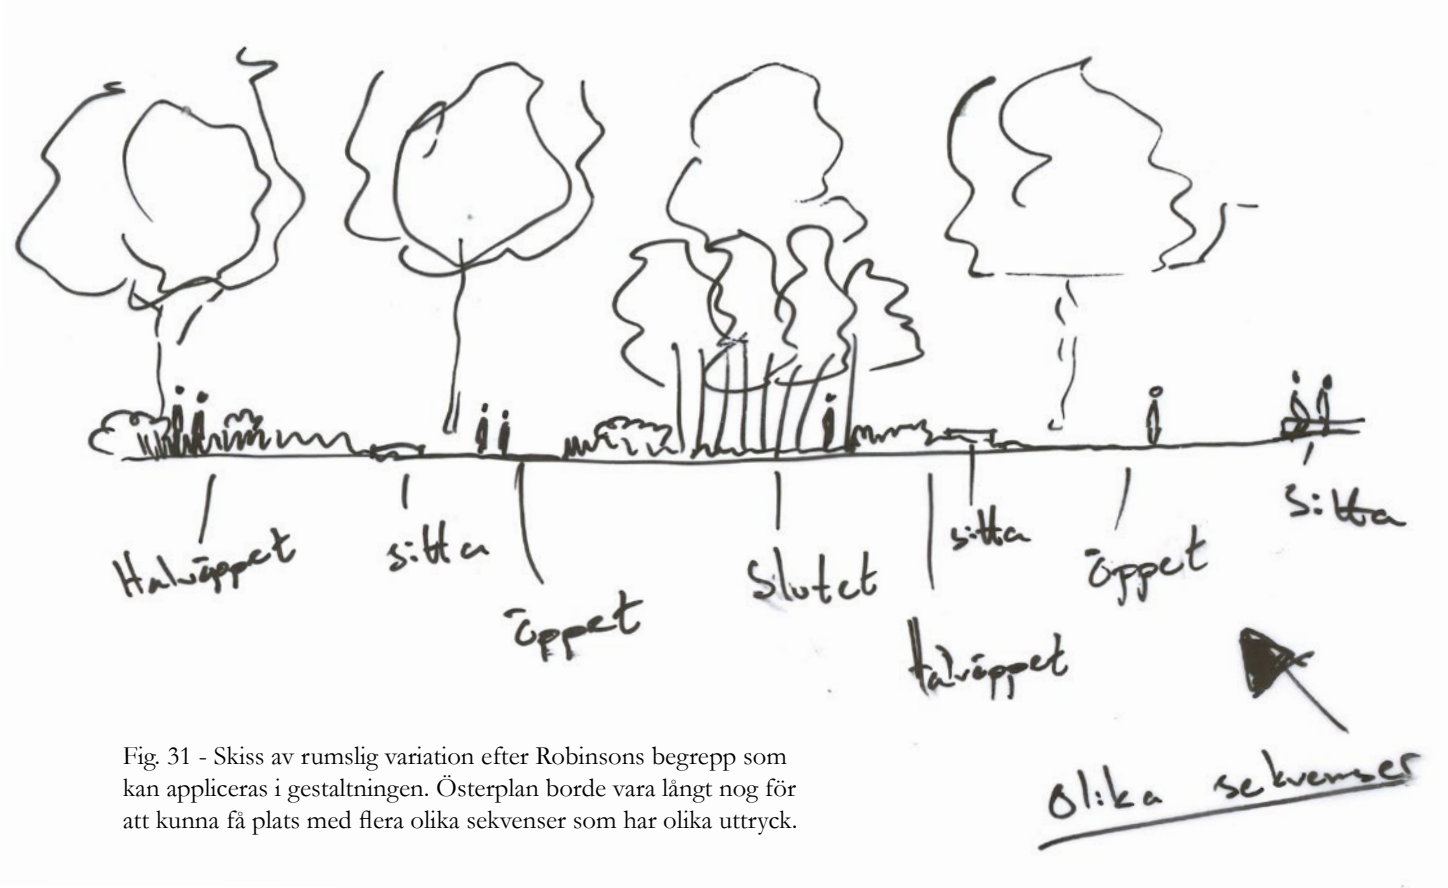 Halvöppet
sitta
öppet
Slutet
sitta
Halvöppet
öppet
sitta
Olika sekvenser
Fig. 31 - Skiss av rumslig variation efter Robinsons begrepp som
kan appliceras i gestaltningen. Österplan borde vara långt nog för
att kunna få plats med flera olika sekvenser som har olika uttryck.